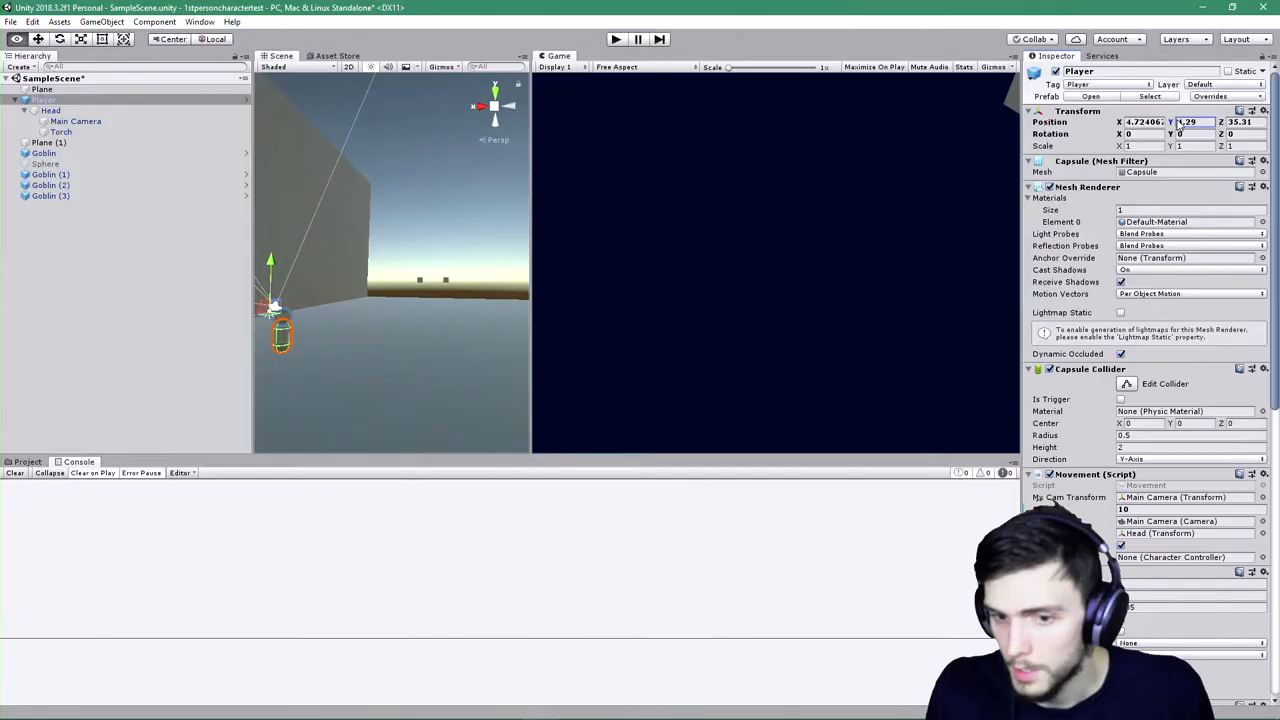 Unity 2018.3.2f1 Personal - SampleScene.unity - 1stpersoncharactertest - PC, Mac & Linux Standalone* <DX11>
File Edit Assets GameObject Component Window Help
Center Local Collab Account Layers Layout
Hierarchy Scene Asset Store Game Inspector Services
Create All Shaded 2D Gizmos All Display 1 Free Aspect Scale 1x Maximize On Play Mute Audio Stats Gizmos
Player Static
SampleScene*
Tag Player Layer Default
Plane
Prefab Open Select Overrides
Player
Head
Transform
Main Camera
Position X 4.724067 Y 4.29 Z 35.31
Torch
Rotation X 0 Y 0 Z 0
Plane (1)
Scale X 1 Y 1 Z 1
Goblin
Sphere
Goblin (1)
Goblin (2)
Goblin (3)
y
x
Persp
Capsule (Mesh Filter)
Mesh Capsule
Mesh Renderer
Materials
Size 1
Element 0 Default-Material
Light Probes Blend Probes
Reflection Probes Blend Probes
Anchor Override None (Transform)
Cast Shadows On
Receive Shadows
Motion Vectors Per Object Motion
Lightmap Static
To enable generation of lightmaps for this Mesh Renderer,
please enable the 'Lightmap Static' property.
Dynamic Occluded
Capsule Collider
Edit Collider
Is Trigger
Material None (Physic Material)
Center X 0 Y 0 Z 0
Radius 0.5
Height 2
Direction Y-Axis
Project Console
Clear Collapse Clear on Play Error Pause Editor 0 0 0
Movement (Script)
Script Movement
My Cam Transform Main Camera (Transform)
10
Main Camera (Camera)
Head (Transform)
None (Character Controller)
None